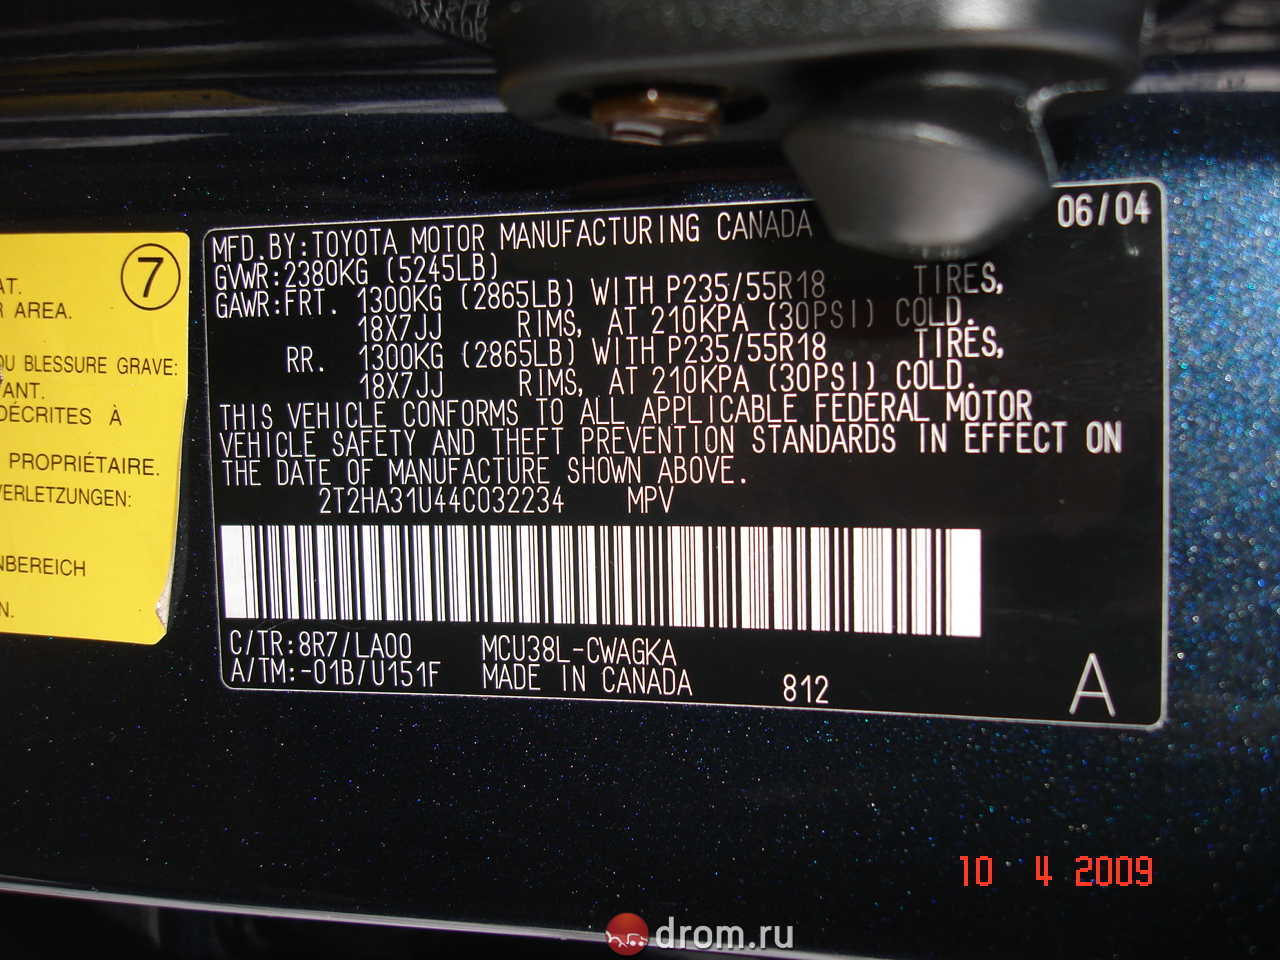 AT.
AREA.
OU BLESSURE GRAVE:
DÉCRITES À
PROPRIÉTAIRE.
VERLETZUNGEN:
NBEREICH
N.
7
MFD.BY:TOYOTA MOTOR MANUFACTURING CANADA 06/04
GVWR:2380KG (5245LB)
GAWR:FRT. 1300KG (2865LB) WITH P235/55R18 TIRES,
18X7JJ RIMS, AT 210KPA (30PSI) COLD.
RR. 1300KG (2865LB) WITH P235/55R18 TIRES,
18X7JJ RIMS, AT 210KPA (30PSI) COLD.
THIS VEHICLE CONFORMS TO ALL APPLICABLE FEDERAL MOTOR
VEHICLE SAFETY AND THEFT PREVENTION STANDARDS IN EFFECT ON
THE DATE OF MANUFACTURE SHOWN ABOVE.
2T2HA31U44C032234 MPV
C/TR:8R7/LA00 MCU38L-CWAGKA
A/TM:-01B/U151F MADE IN CANADA 812 A
10 4 2009
drom.ru